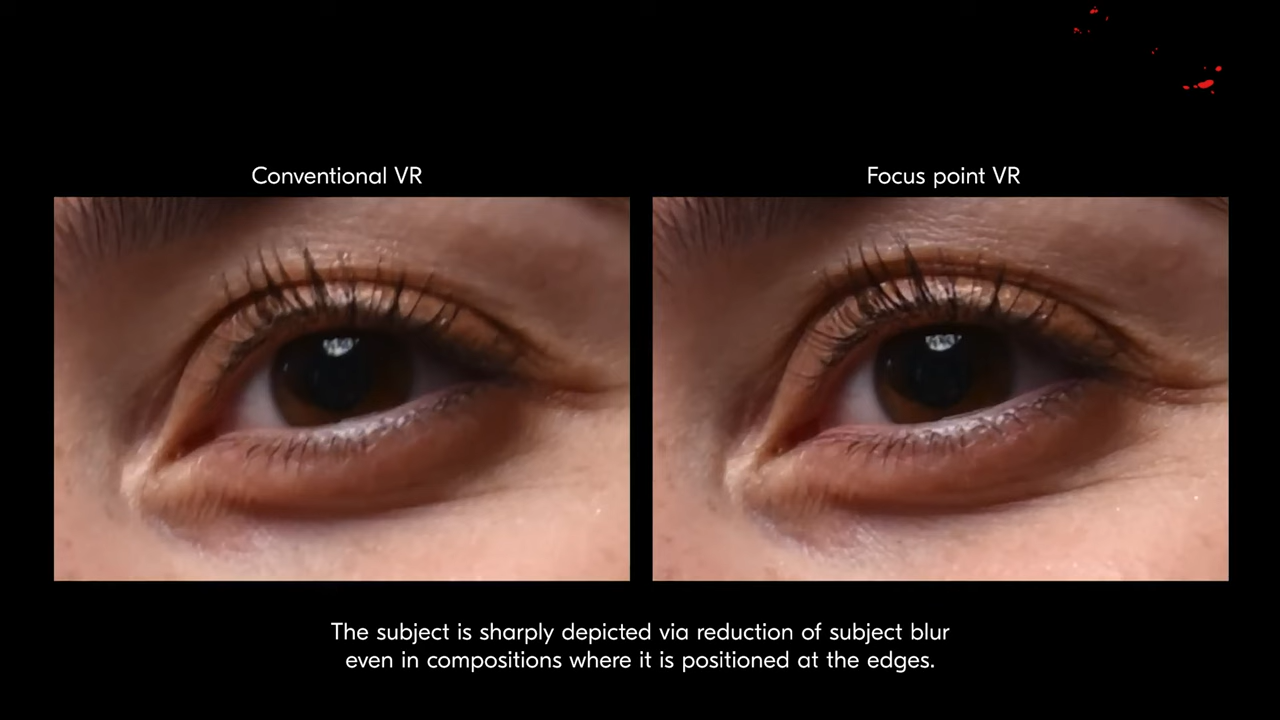 Conventional VR
Focus point VR
The subject is sharply depicted via reduction of subject blur
even in compositions where it is positioned at the edges.